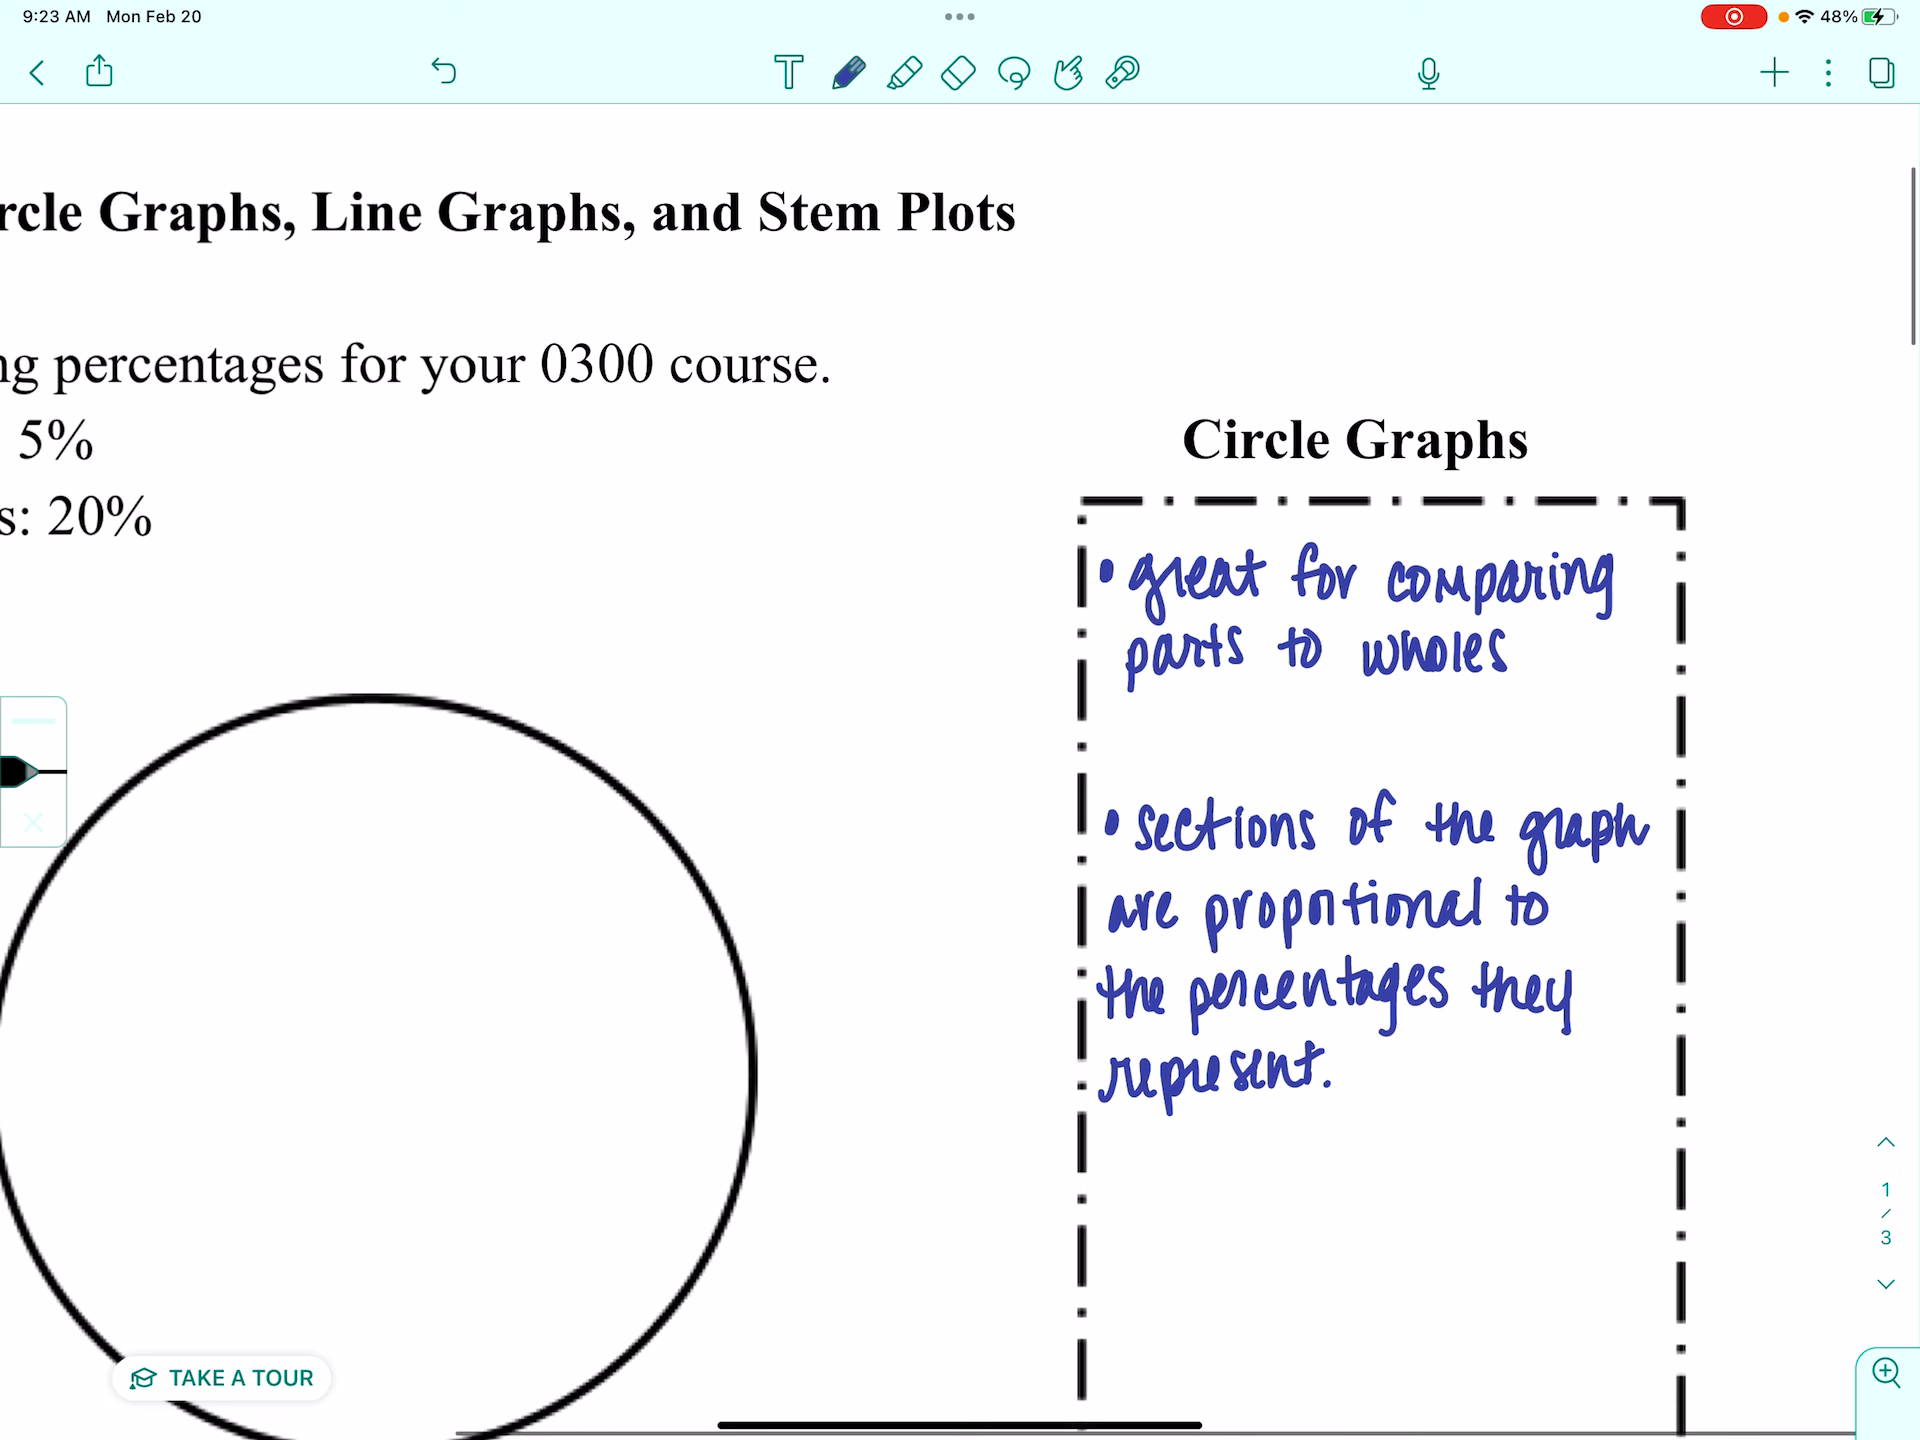 9:23 AM Mon Feb 20
48%
T
rcle Graphs, Line Graphs, and Stem Plots
ng percentages for your 0300 course.
5%
s: 20%
Circle Graphs
• great for comparing
parts to wholes
• sections of the graph
are proportional to
the percentages they
represent.
1
/
3
TAKE A TOUR